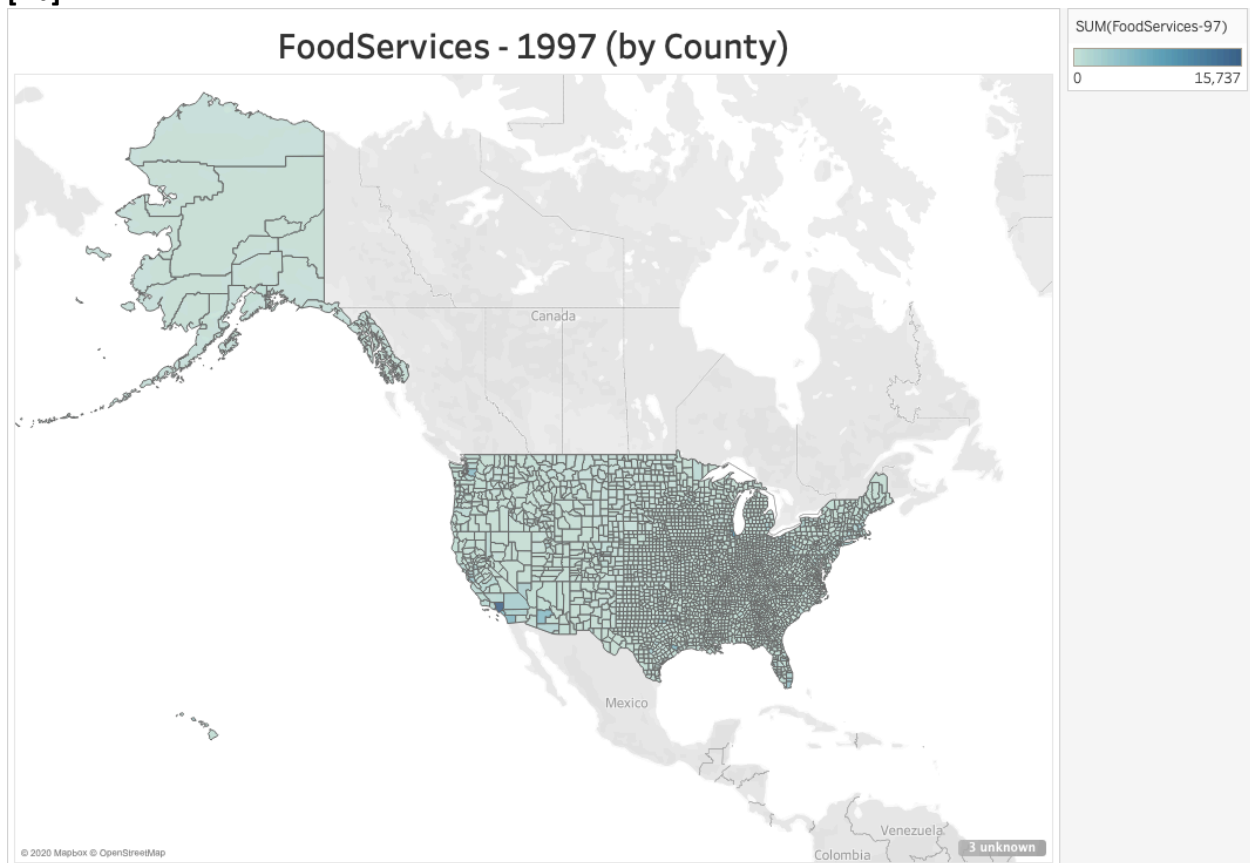 FoodServices - 1997 (by County)
SUM(FoodServices-97)
0 15,737
Canada
Mexico
Venezuela
Colombia
3 unknown
© 2020 Mapbox © OpenStreetMap